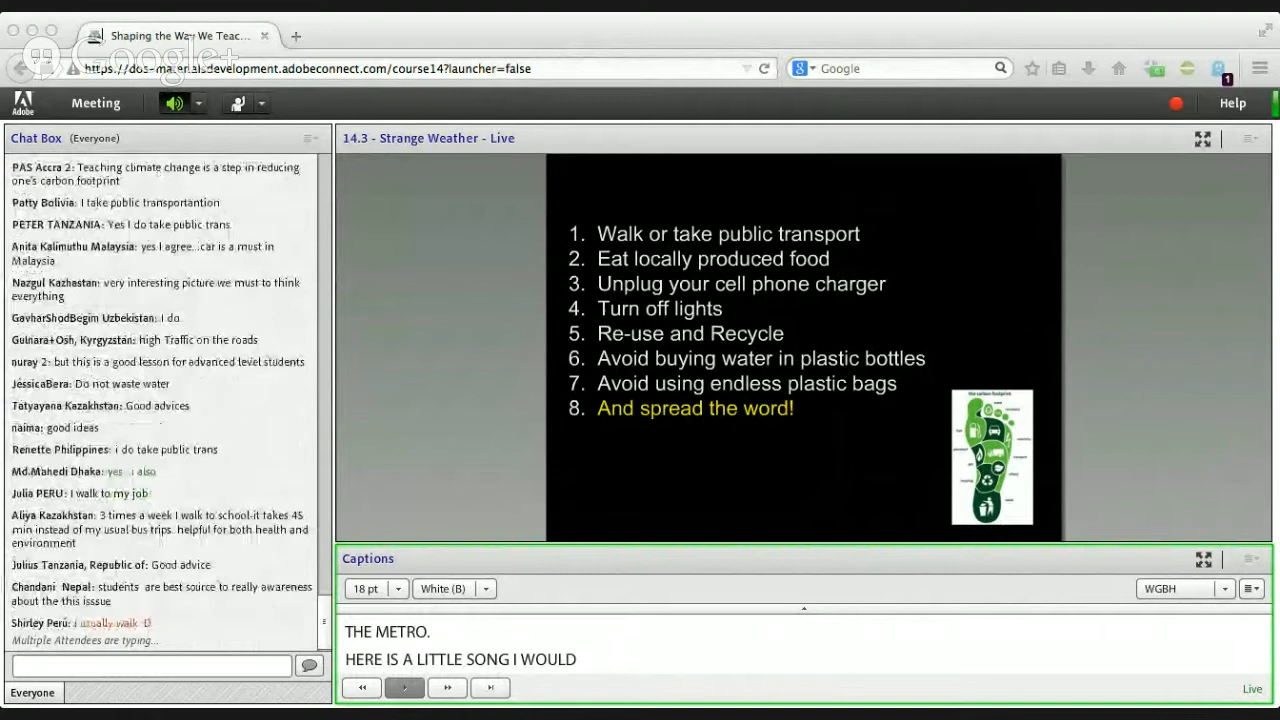 Shaping the Way We Teac...
Google+
https://dos-materialsdevelopment.adobeconnect.com/course14?launcher=false
Google
1
Adobe
Meeting
Help
Chat Box (Everyone)
PAS Accra 2: Teaching climate change is a step in reducing
one's carbon footprint
Patty Bolivia: I take public transportantion
PETER TANZANIA: Yes I do take public trans
Anita Kalimuthu Malaysia: yes I agree...car is a must in
Malaysia
Nazgul Kazhastan: very interesting picture we must to think
everything
GavharShodBegim Uzbekistan: I do
Gulnara+Osh, Kyrgyzstan: high Traffic on the roads
nuray 2: but this is a good lesson for advanced level students
JessicaBera: Do not waste water
Tatyayana Kazakhstan: Good advices
naima: good ideas
Renette Philippines: i do take public trans
Md.Mahedi Dhaka: yes i also
Julia PERU: I walk to my job
Aliya Kazakhstan: 3 times a week I walk to school-it takes 45
min instead of my usual bus trips. helpful for both health and
environment
Julius Tanzania, Republic of: Good advice
Chandani Nepal: students are best source to really awareness
about the this isssue
Shirley Perú: i usually walk :D
Multiple Attendees are typing...
Everyone
14.3 - Strange Weather - Live
1. Walk or take public transport
2. Eat locally produced food
3. Unplug your cell phone charger
4. Turn off lights
5. Re-use and Recycle
6. Avoid buying water in plastic bottles
7. Avoid using endless plastic bags
8. And spread the word!
the carbon footprint
Captions
18 pt
White (B)
WGBH
THE METRO.
HERE IS A LITTLE SONG I WOULD
Live